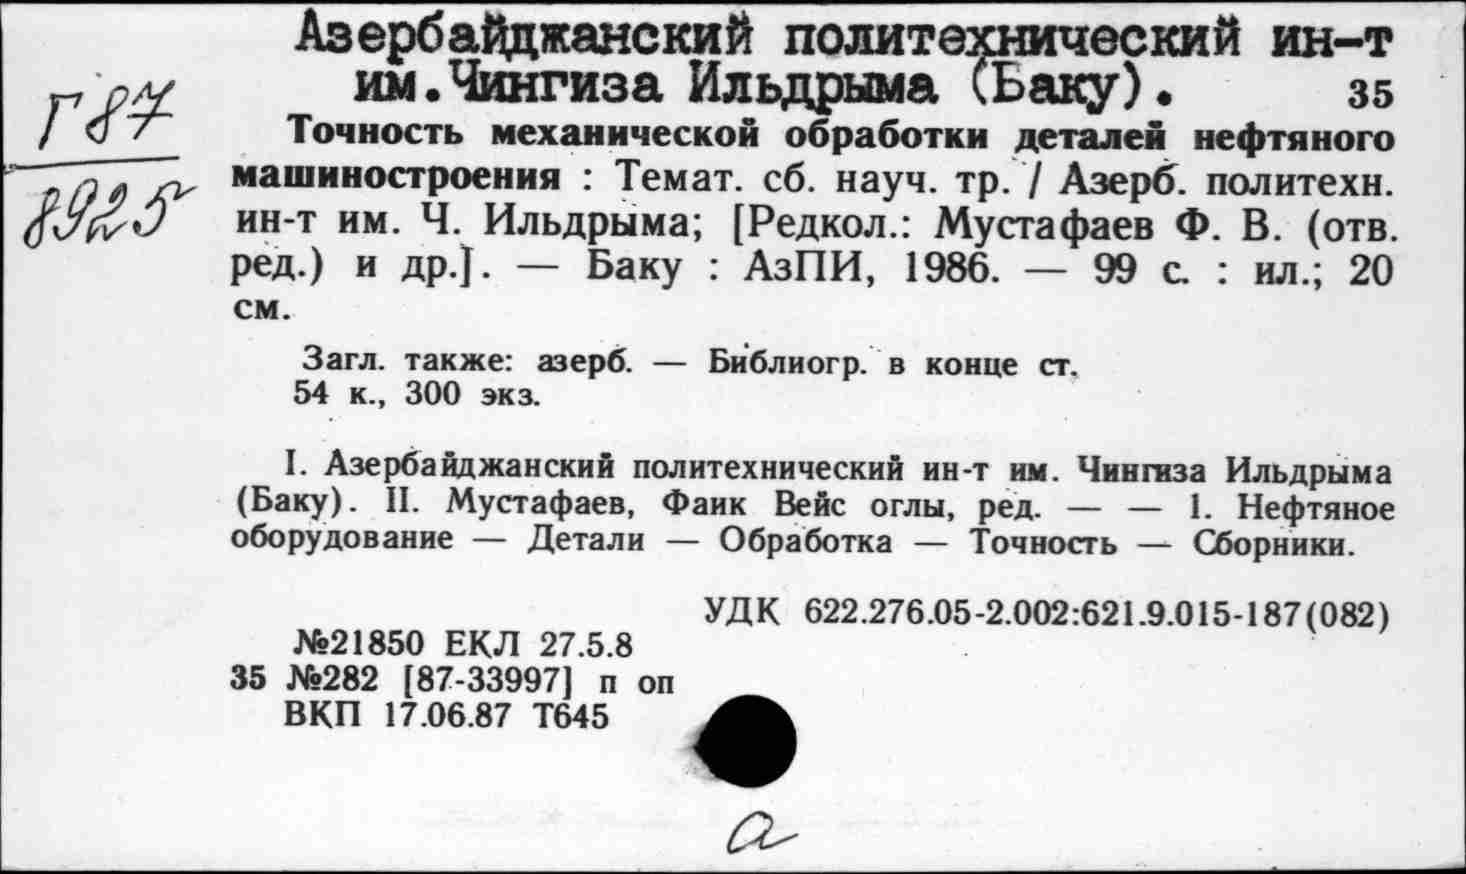 Азербайджанский политехнический ин-т
им.Чингиза Ильдрыма (Баку). 35
Г87
8925
Точность механической обработки деталей нефтяного
машиностроения : Темат. сб. науч. тр. / Азерб. политехн.
ин-т им. Ч. Ильдрыма; [Редкол.: Мустафаев Ф. В. (отв.
ред.) и др.]. — Баку : АзПИ, 1986. — 99 с. : ил.; 20
см.
Загл. также: азерб. — Библиогр. в конце ст.
54 к., 300 экз.
I. Азербайджанский политехнический ин-т им. Чингиза Ильдрыма
(Баку). II. Мустафаев, Фаик Вейс оглы, ред. — — 1. Нефтяное
оборудование — Детали — Обработка — Точность — Сборники.
УДК 622.276.05-2.002:621.9.015-187(082)
№21850 ЕКЛ 27.5.8
35 №282 [87-33997] п оп
ВКП 17.06.87 Т645
а